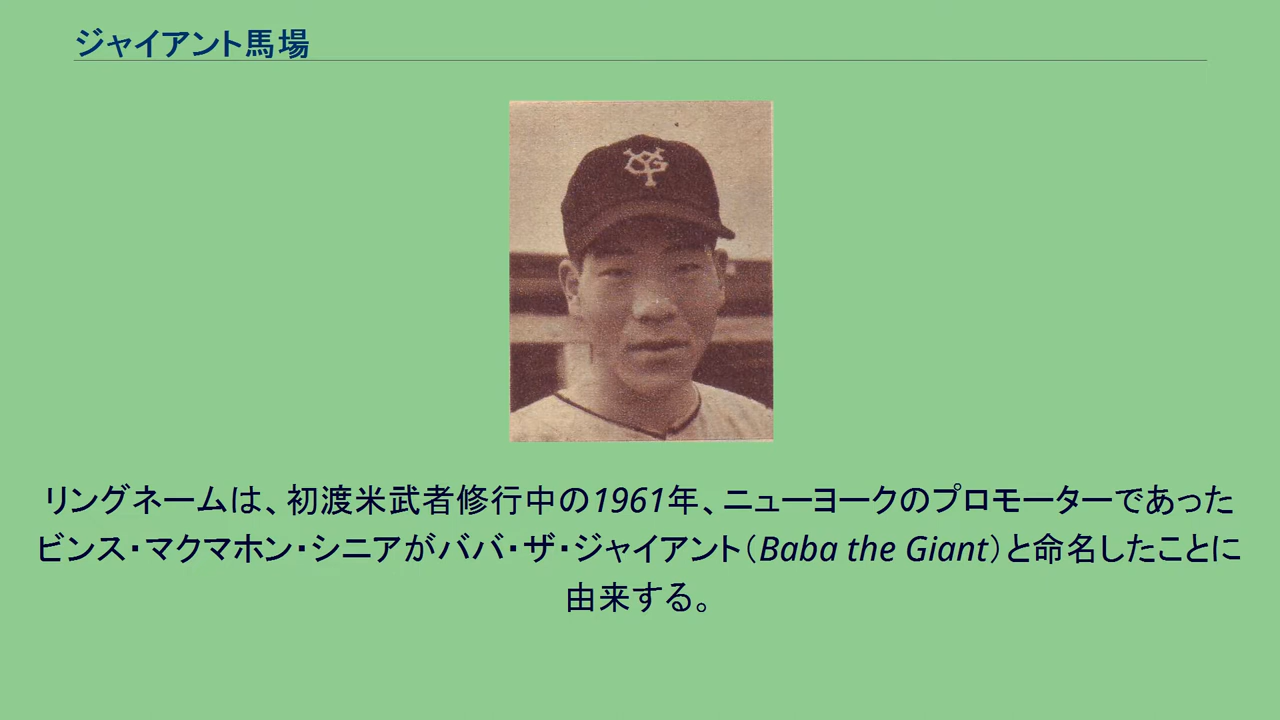 ジャイアント馬場
YG
リングネームは、初渡米武者修行中の1961年、ニューヨークのプロモーターであった
ビンス・マクマホン・シニアがババ・ザ・ジャイアント（Baba the Giant）と命名したことに
由来する。